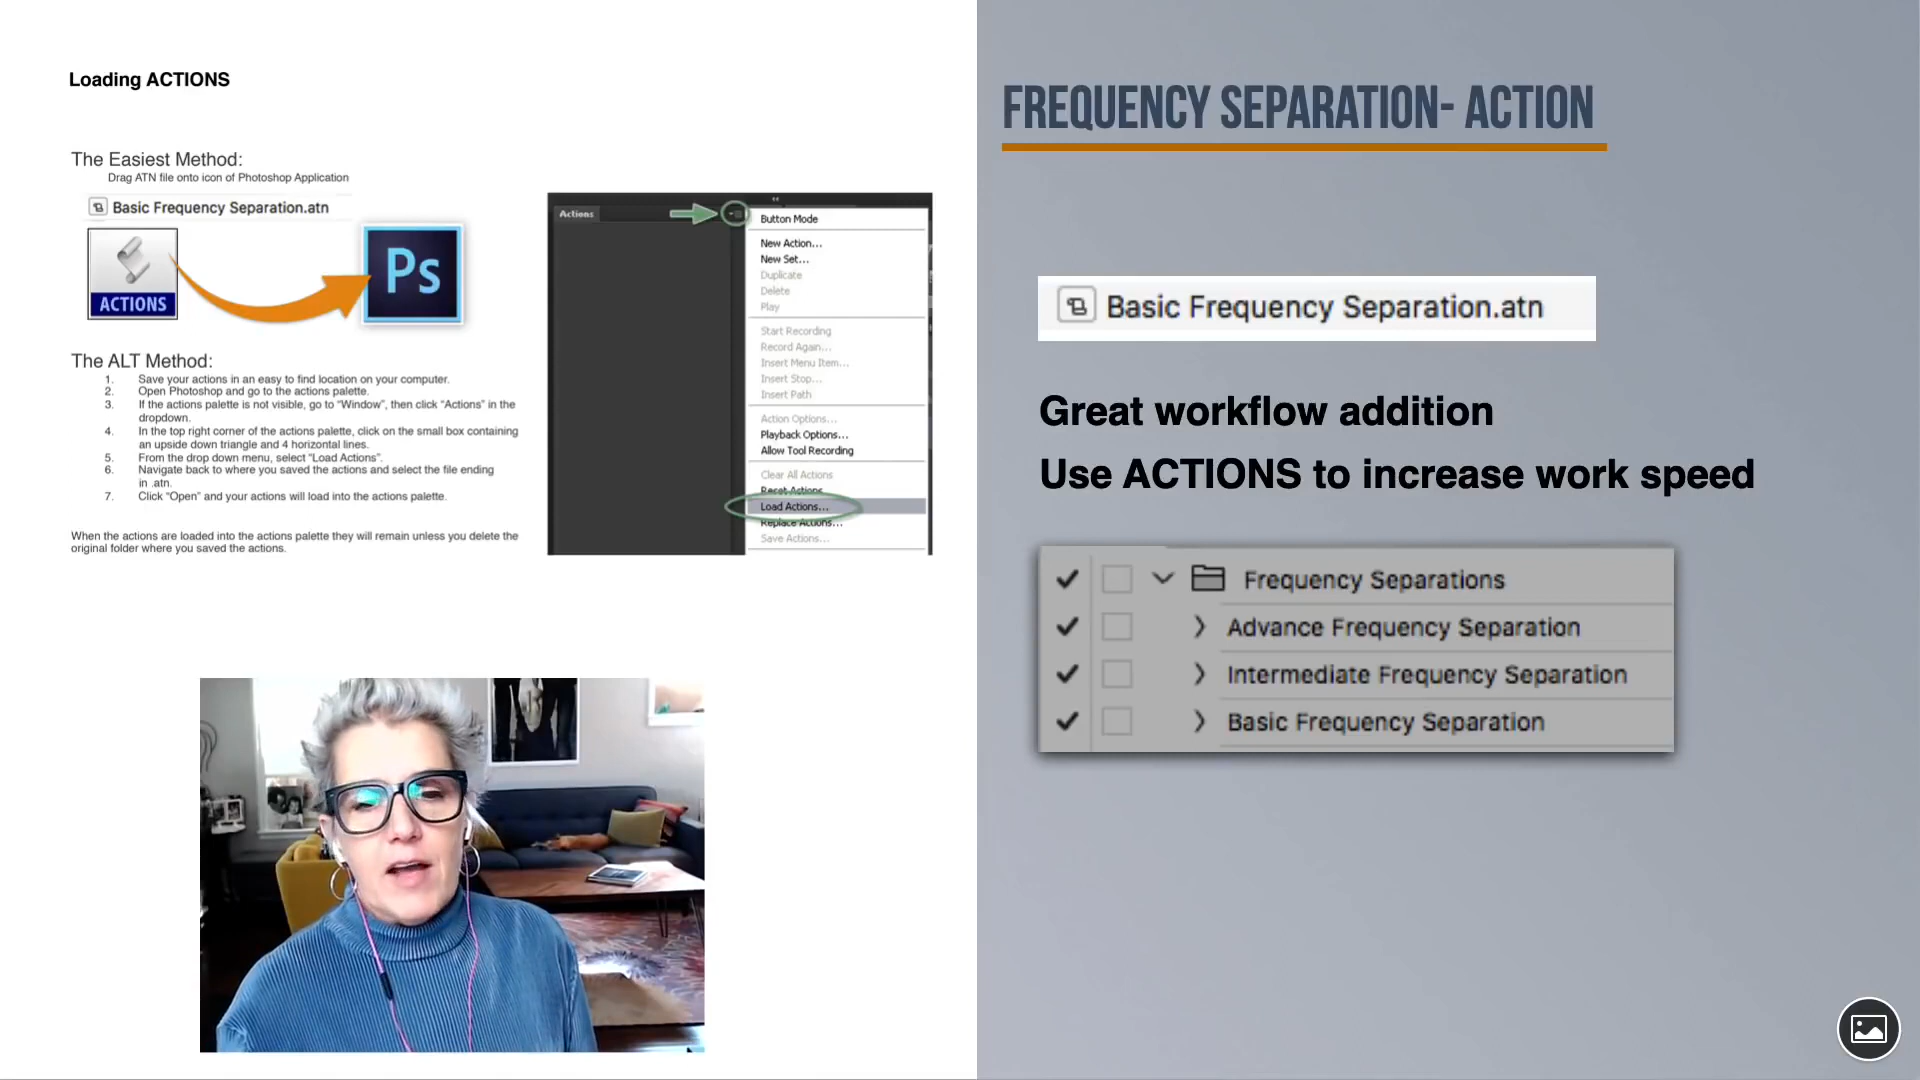 Loading ACTIONS
The Easiest Method:
Drag ATN file onto icon of Photoshop Application
Basic Frequency Separation.atn
ACTIONS
Ps
The ALT Method:
1. Save your actions in an easy to find location on your computer.
2. Open Photoshop and go to the actions palette.
3. If the actions palette is not visible, go to “Window”, then click “Actions” in the
dropdown.
4. In the top right corner of the actions palette, click on the small box containing
an upside down triangle and 4 horizontal lines.
5. From the drop down menu, select “Load Actions”.
6. Navigate back to where you saved the actions and select the file ending
in .atn.
7. Click “Open” and your actions will load into the actions palette.
When the actions are loaded into the actions palette they will remain unless you delete the
original folder where you saved the actions.
Actions
Button Mode
New Action...
New Set...
Duplicate
Delete
Play
Start Recording
Record Again...
Insert Menu Item...
Insert Stop...
Insert Path
Action Options...
Playback Options...
Allow Tool Recording
Clear All Actions
Reset Actions
Load Actions...
Replace Actions...
Save Actions...
FREQUENCY SEPARATION- ACTION
Basic Frequency Separation.atn
Great workflow addition
Use ACTIONS to increase work speed
Frequency Separations
Advance Frequency Separation
Intermediate Frequency Separation
Basic Frequency Separation